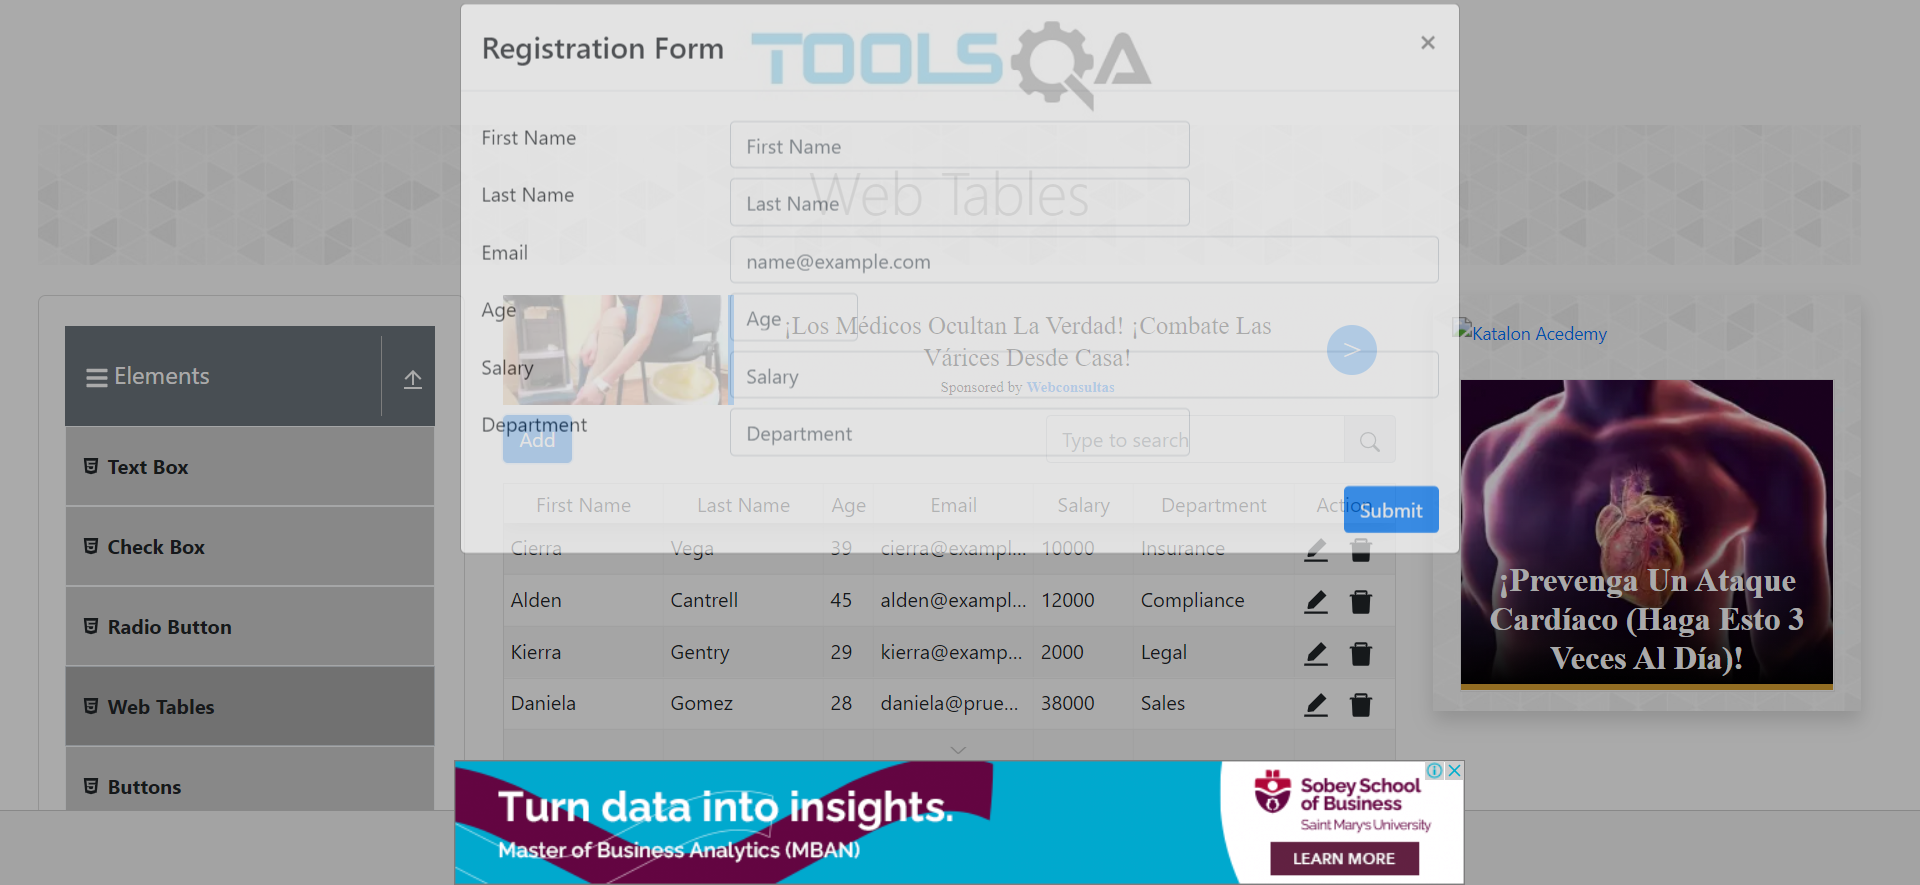 Registration Form
TOOLSQA
×
First Name
First Name
Last Name
Last Name
Web Tables
Email
name@example.com
Age
Age
¡Los Médicos Ocultan La Verdad! ¡Combate Las
Várices Desde Casa!
Sponsored by Webconsultas
>
Salary
Salary
Department
Department
Add
Type to search
Submit
Katalon Acedemy
¡Prevenga Un Ataque
Cardíaco (Haga Esto 3
Veces Al Día)!
Elements
Text Box
Check Box
Radio Button
Web Tables
Buttons
First Name Last Name Age Email Salary Department Action
Cierra Vega 39 cierra@exampl... 10000 Insurance
Alden Cantrell 45 alden@exampl... 12000 Compliance
Kierra Gentry 29 kierra@examp... 2000 Legal
Daniela Gomez 28 daniela@prue... 38000 Sales
Turn data into insights.
Master of Business Analytics (MBAN)
Sobey School
of Business
Saint Mary's University
LEARN MORE